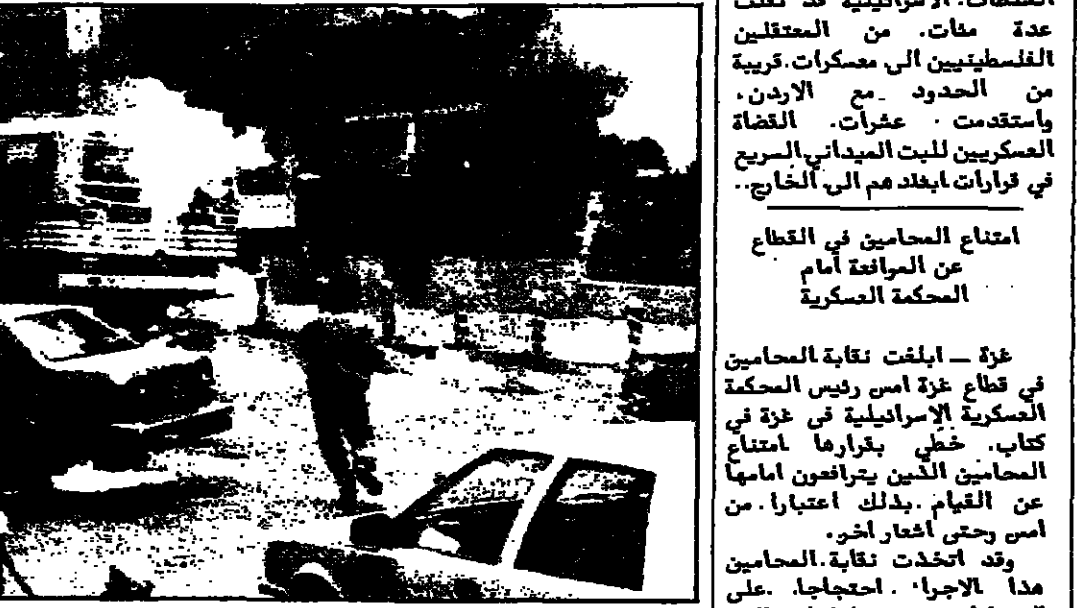 عدة مئات. من المعتقلين
الفلسطينيين الى معسكرات.قريبة
من الحدود مع الاردن،
واستقدمت عشرات. القضاة
العسكريين للبت الميداني السريع
في قرارات ابعادهم الى الخارج..
امتناع المحامين في القطاع
عن المرافعة أمام
المحكمة العسكرية
غزة — ابلغت نقابة المحامين
في قطاع غزة امس رئيس المحكمة
العسكرية الاسرائيلية في غزة في
كتاب. خطي بقرارها امتناع
المحامين الذين يترافعون امامها
عن القيام بذلك اعتبارا.من
امس وحتى اشعار اخر.
وقد اتخذت نقابة.المحامين
هذا الاجراء احتجاجا. على